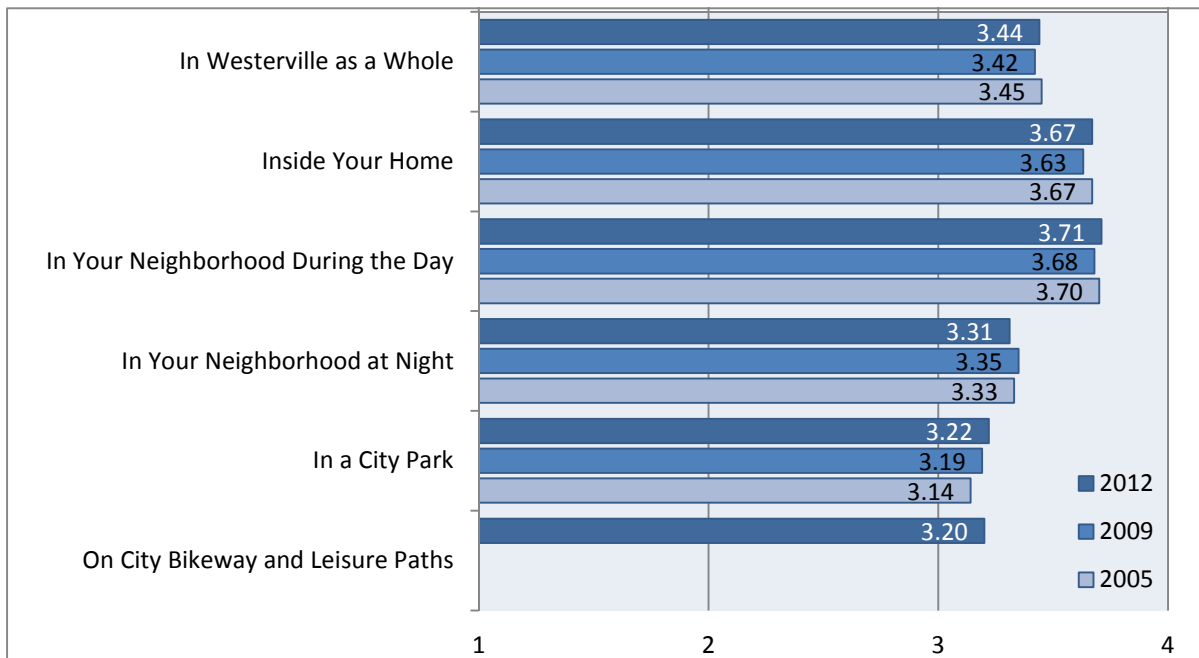 In Westerville as a Whole
3.44
3.42
3.45
Inside Your Home
3.67
3.63
3.67
In Your Neighborhood During the Day
3.71
3.68
3.70
In Your Neighborhood at Night
3.31
3.35
3.33
In a City Park
3.22
3.19
3.14
On City Bikeway and Leisure Paths
3.20
2012
2009
2005
1 2 3 4